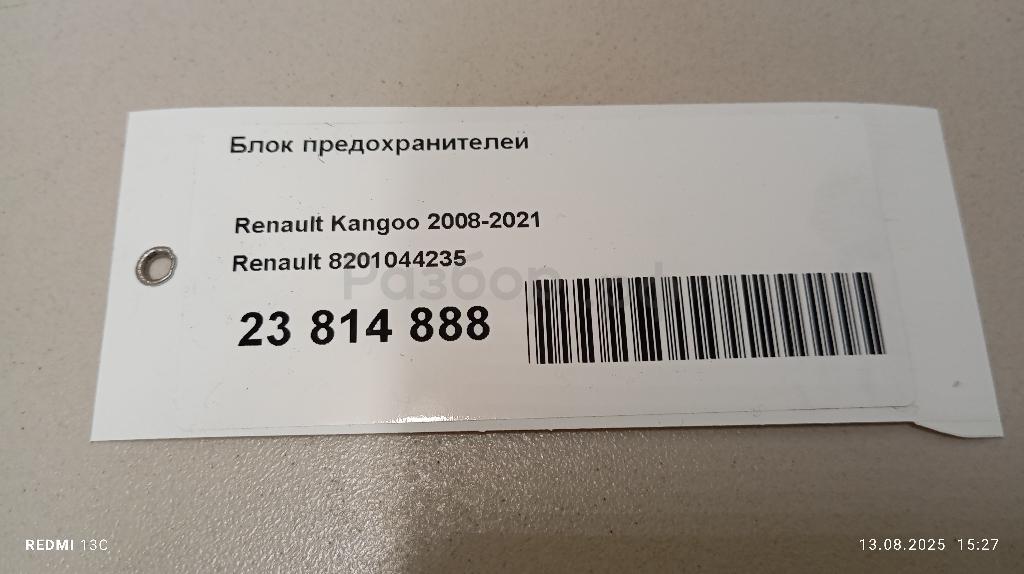 Блок предохранителей
Renault Kangoo 2008-2021
Renault 8201044235
23 814 888
REDMI 13C
13.08.2025 15:27